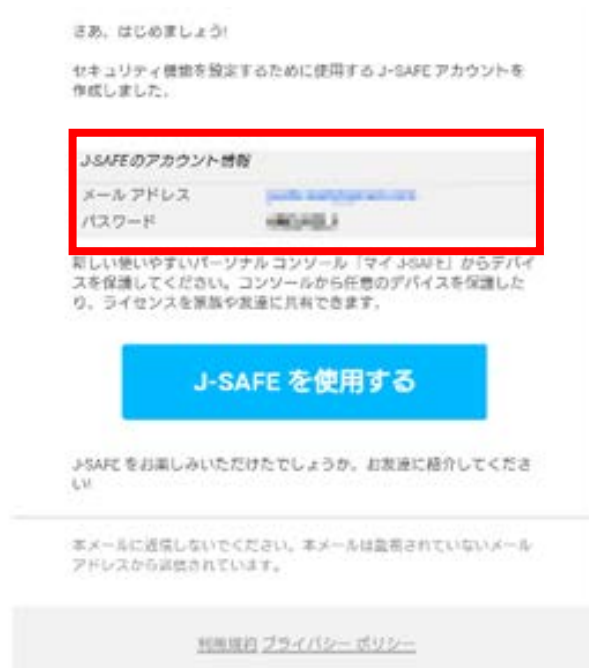 さあ、はじめましょう!
セキュリティ機能を設定するために使用する J-SAFE アカウントを
作成しました。
J-SAFEのアカウント情報
メール アドレス
パスワード
新しい使いやすいパーソナル コンソール「マイ J-SAFE」からデバイ
スを保護してください。コンソールから任意のデバイスを保護した
り、ライセンスを家族や友達に共有できます。
J-SAFE を使用する
J-SAFE をお楽しみいただけたでしょうか。お友達に紹介してくださ
い!
本メールに返信しないでください。本メールは監視されていないメール
アドレスから送信されています。
利用規約 プライバシー ポリシー